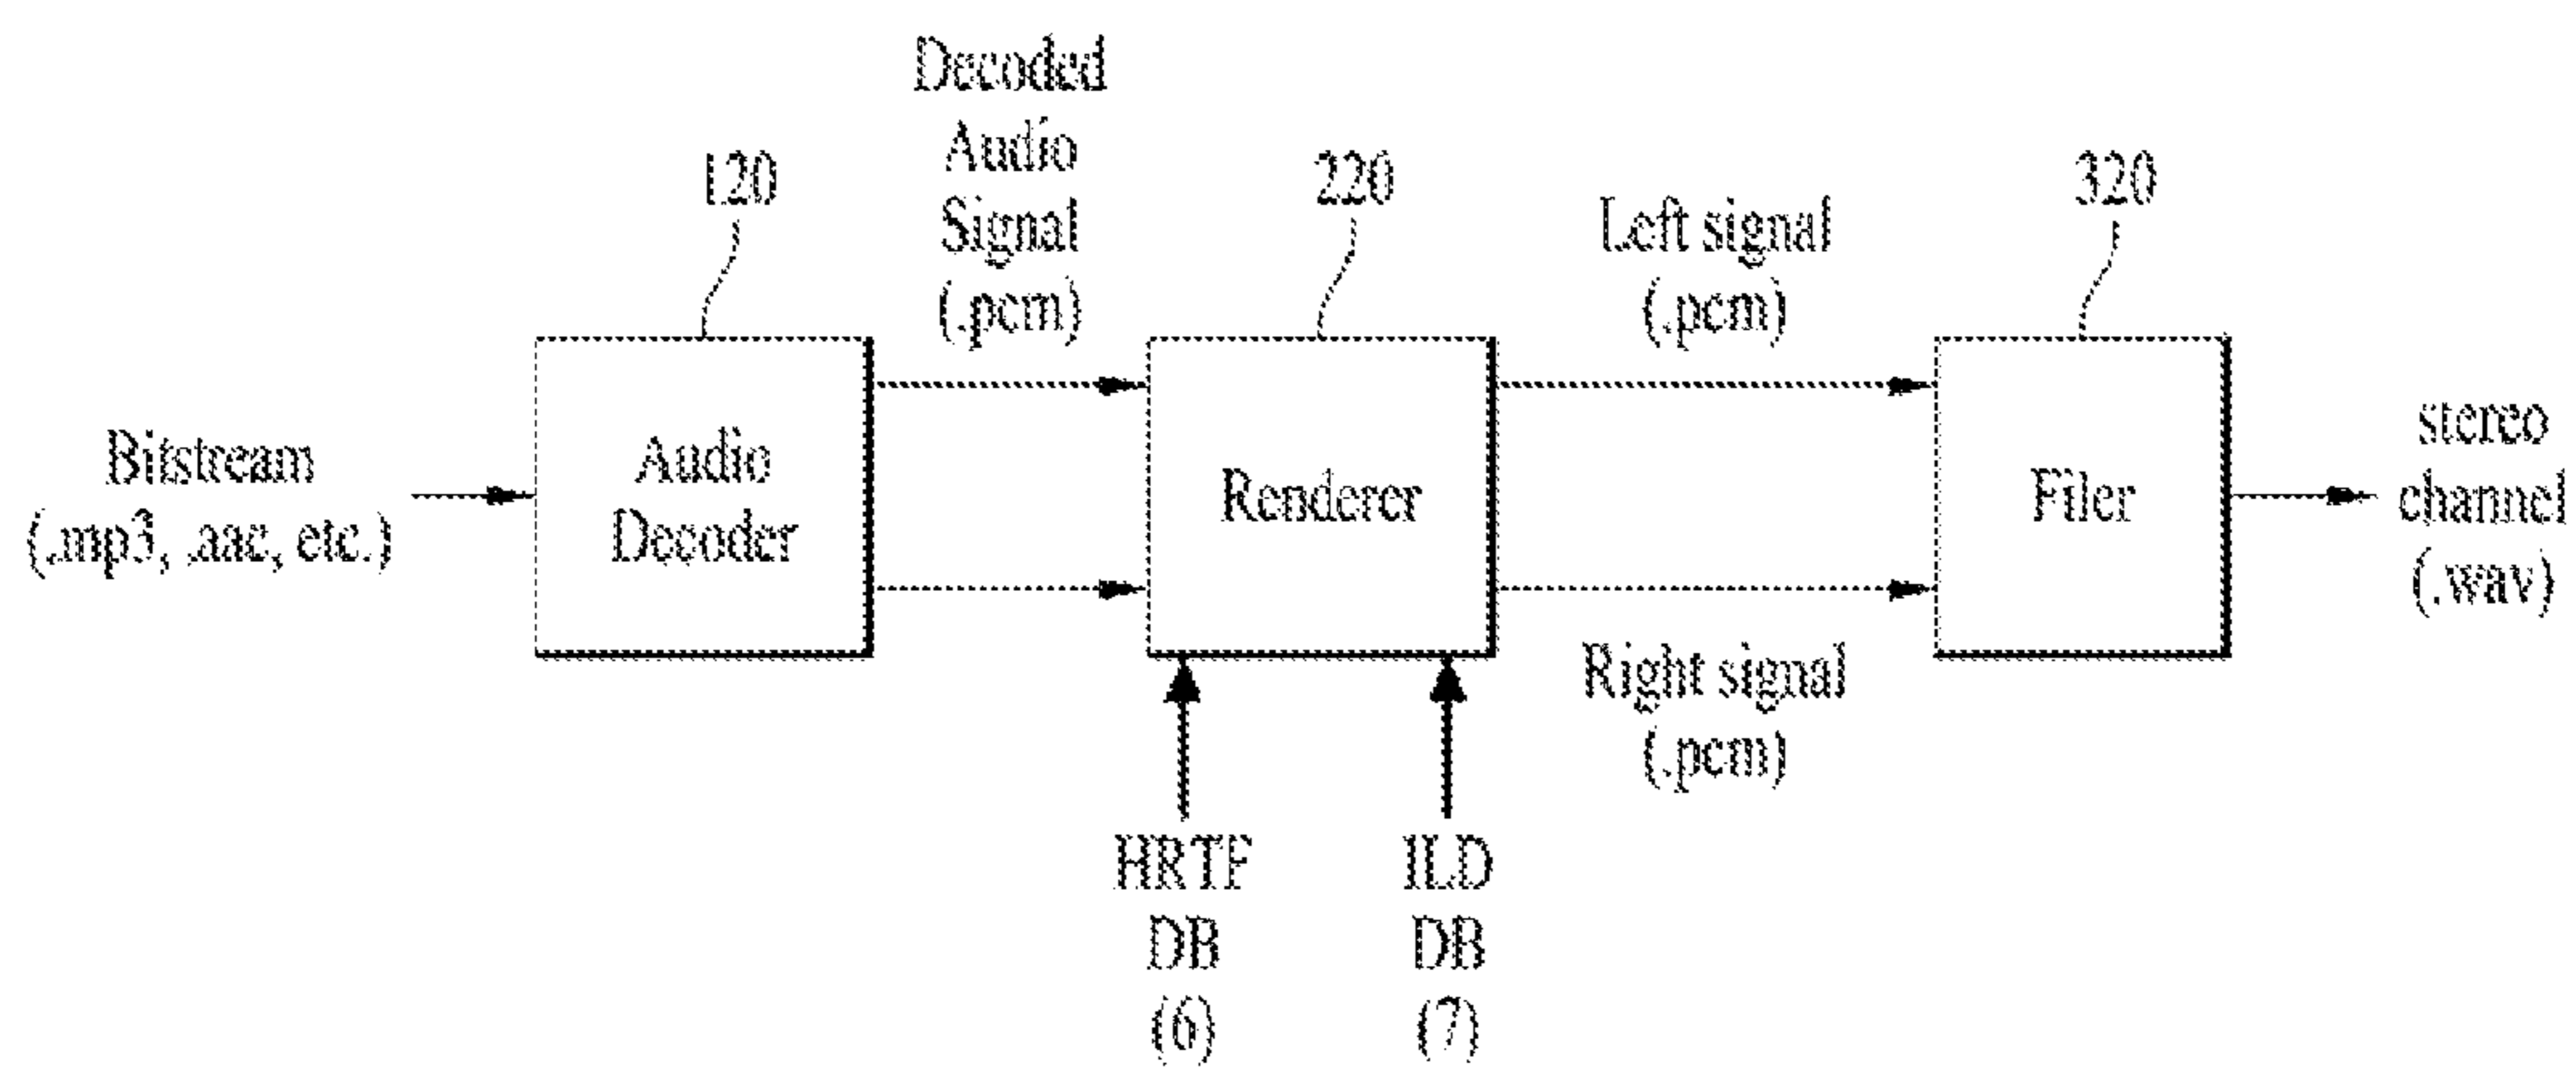 Decoded
Audio
Signal
(.pcm)
120
220
320
Left signal
(.pcm)
Bitstream
(.mp3, .aac, etc.)
Audio
Decoder
Renderer
Filer
stereo
channel
(.wav)
Right signal
(.pcm)
HRTF
DB
(6)
ILD
DB
(7)